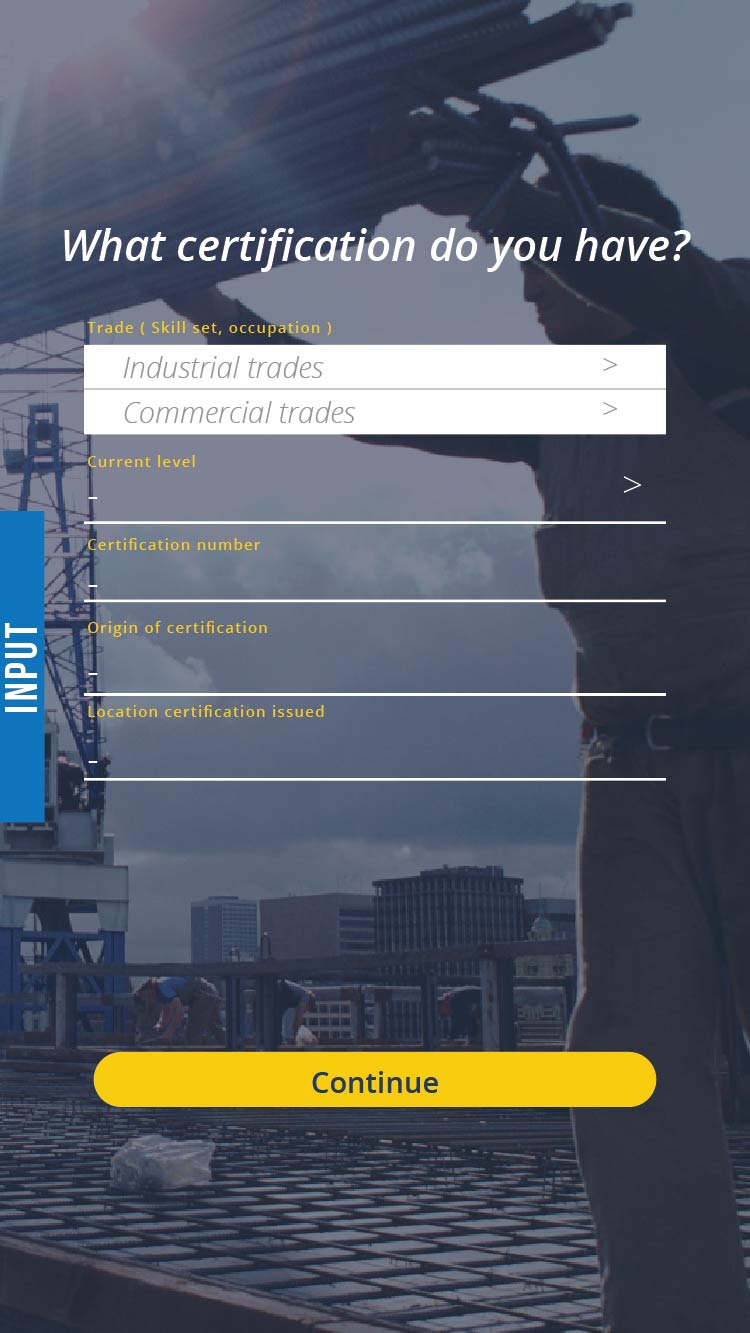 What certification do you have?
Trade ( Skill set, occupation )
Industrial trades >
Commercial trades >
Current level
- >
Certification number
-
Origin of certification
-
Location certification issued
-
INPUT
Continue